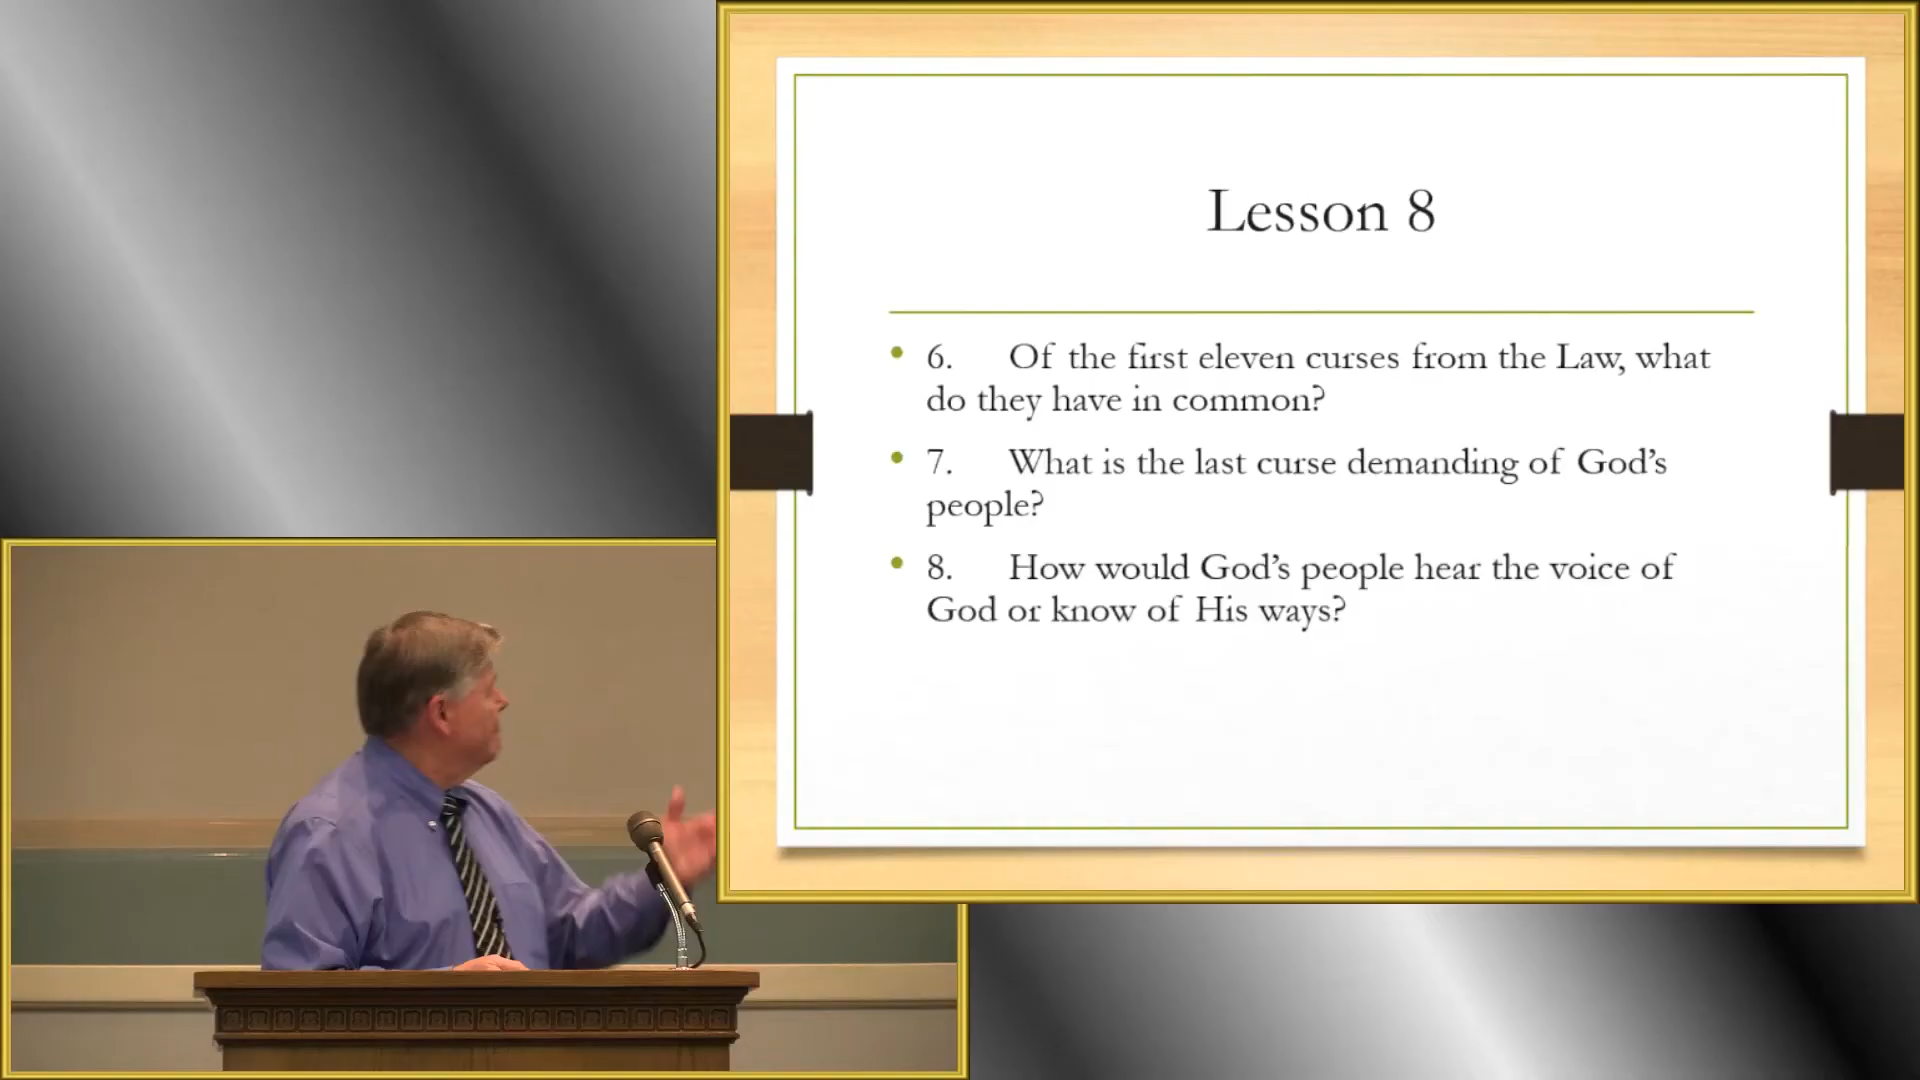 Lesson 8
• 6. Of the first eleven curses from the Law, what
do they have in common?
• 7. What is the last curse demanding of God’s
people?
• 8. How would God’s people hear the voice of
God or know of His ways?